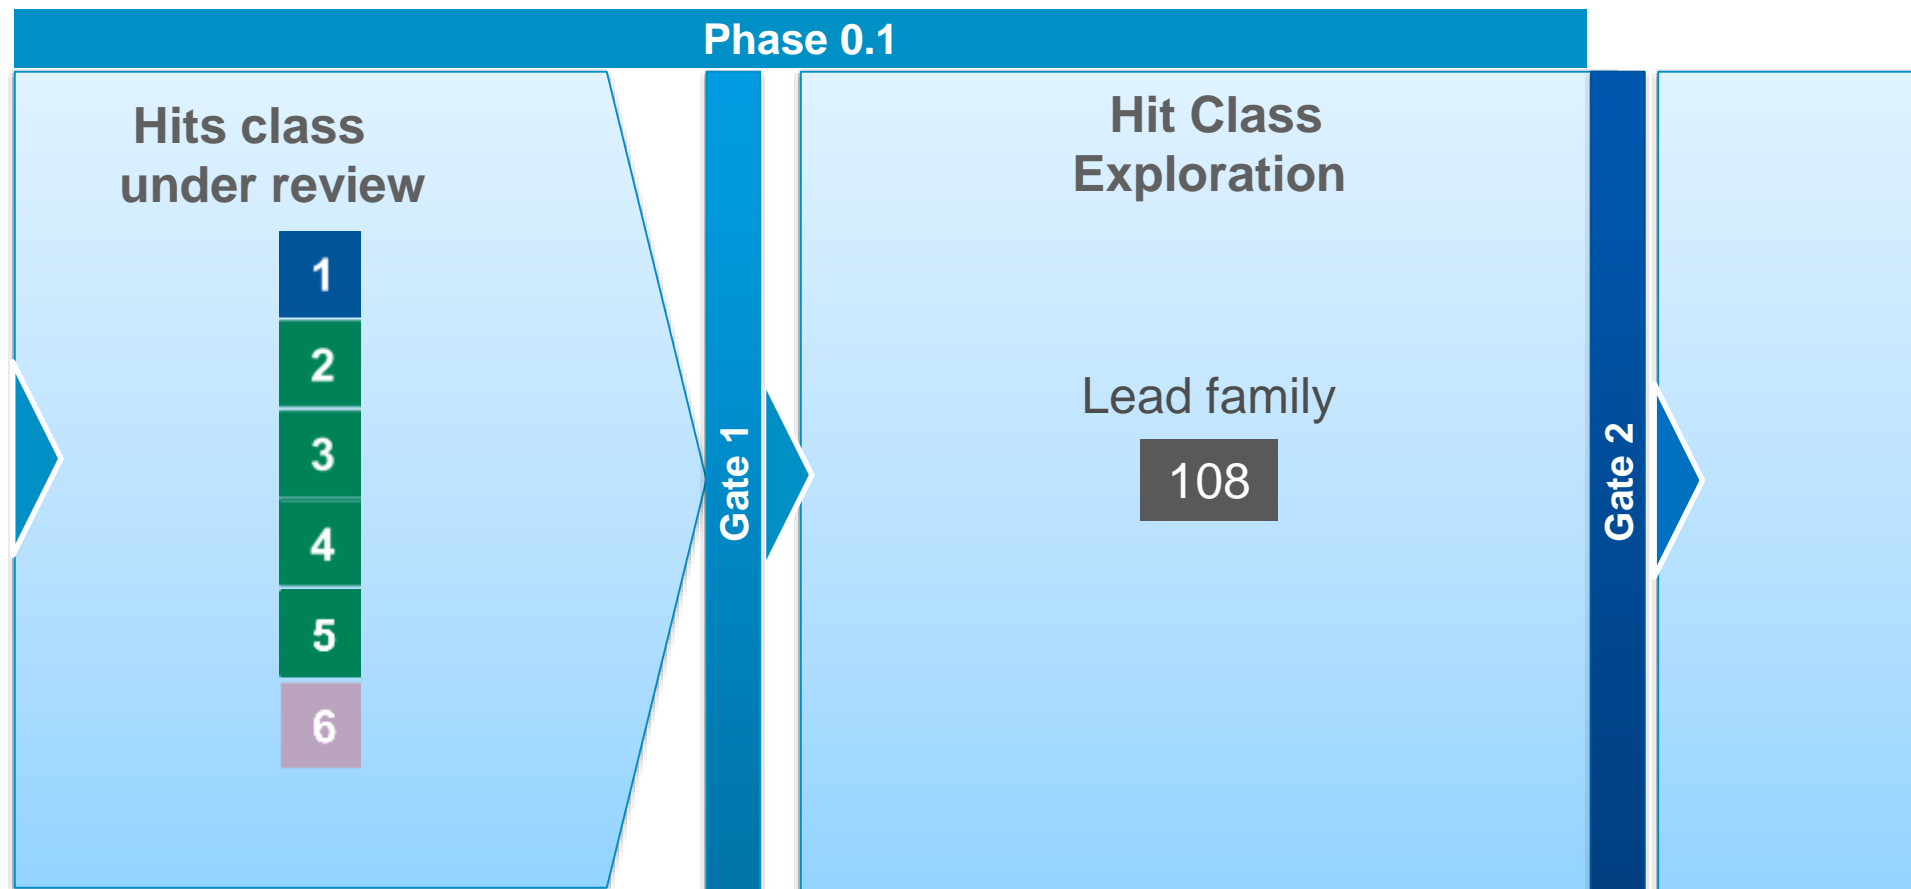 Phase 0.1
Hits class
under review
1
2
3
4
5
6
Gate 1
Hit Class
Exploration
Lead family
108
Gate 2